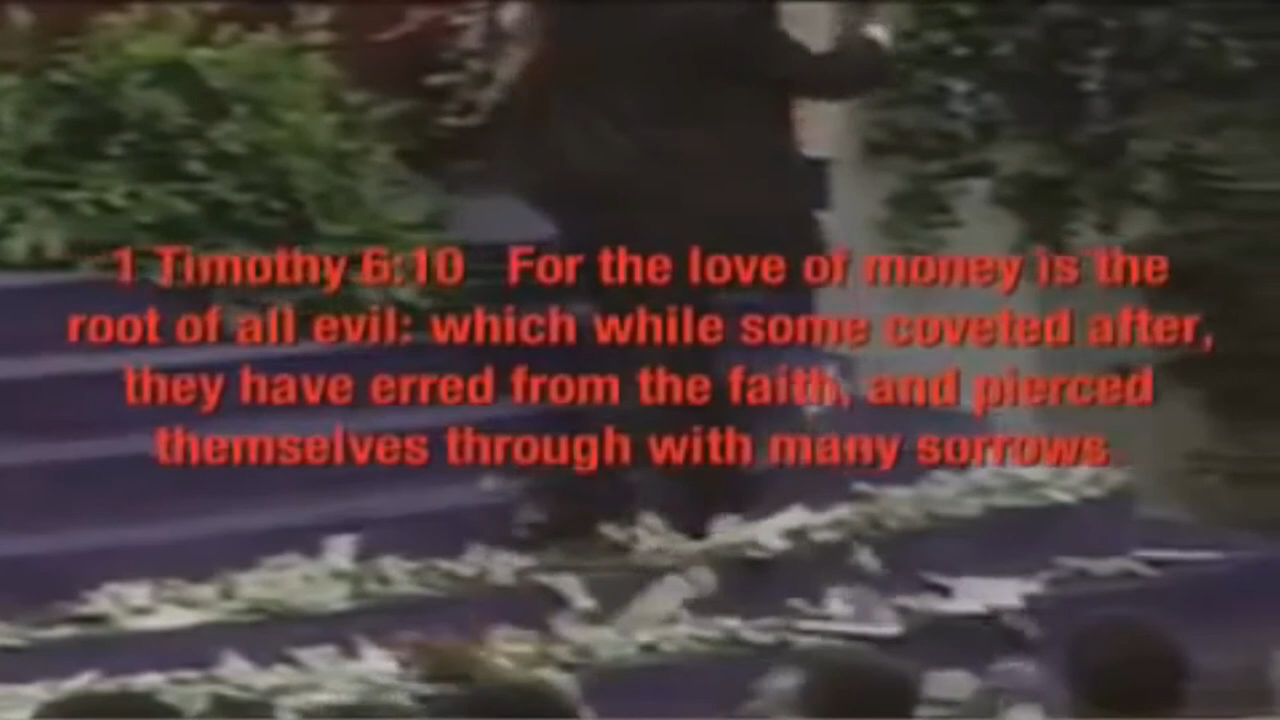 1 Timothy 6:10 For the love of money is the
root of all evil: which while some coveted after,
they have erred from the faith, and pierced
themselves through with many sorrows.